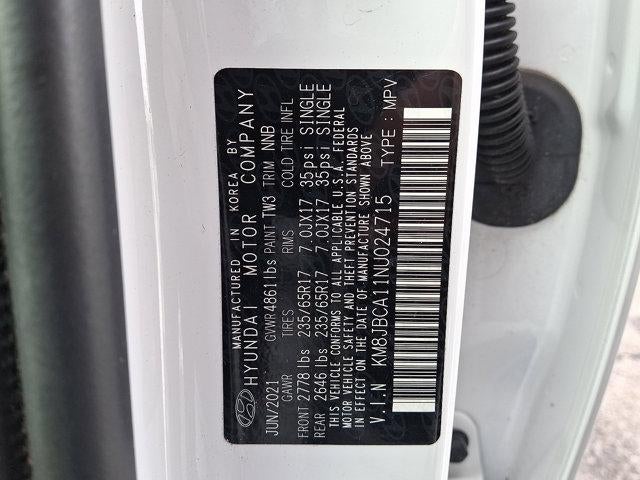 MANUFACTURED IN KOREA BY
HYUNDAI MOTOR COMPANY
JUN/2021 GVWR 4861lbs PAINT TW3 TRIM NNB
GAWR TIRES RIMS COLD TIRE INFL
FRONT 2778 lbs 235/65R17 7.0JX17 35psi SINGLE
REAR 2646 lbs 235/65R17 7.0JX17 35psi SINGLE
THIS VEHICLE CONFORMS TO ALL APPLICABLE U.S.A. FEDERAL
MOTOR VEHICLE SAFETY AND THEFT PREVENTION STANDARDS
IN EFFECT ON THE DATE OF MANUFACTURE SHOWN ABOVE
V.I.N KM8JBCA11NU024715 TYPE: MPV